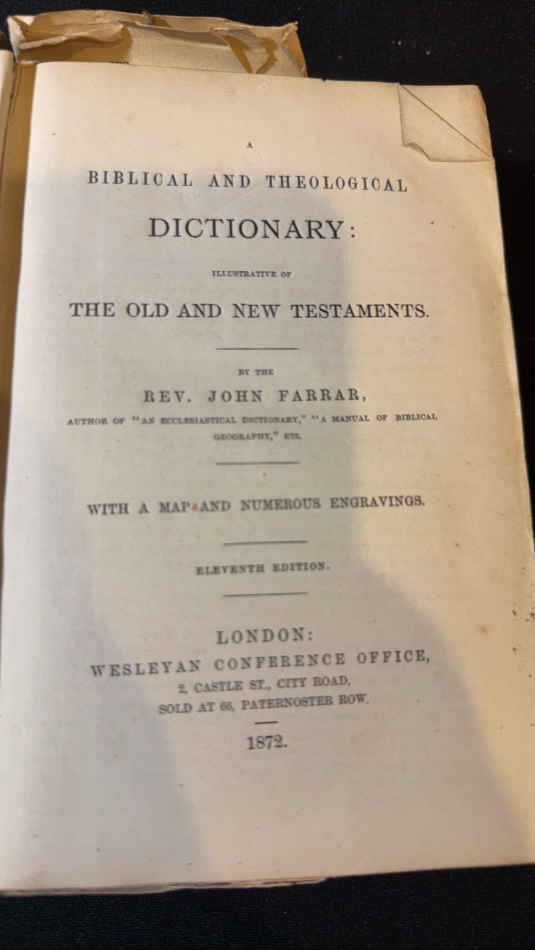 A
BIBLICAL AND THEOLOGICAL
DICTIONARY:
ILLUSTRATIVE OF
THE OLD AND NEW TESTAMENTS.
BY THE
REV. JOHN FARRAR,
AUTHOR OF "AN ECCLESIASTICAL DICTIONARY," "A MANUAL OF BIBLICAL
GEOGRAPHY," ETC.
WITH A MAP AND NUMEROUS ENGRAVINGS.
ELEVENTH EDITION.
LONDON:
WESLEYAN CONFERENCE OFFICE,
2, CASTLE ST., CITY ROAD,
SOLD AT 66, PATERNOSTER ROW.
1872.